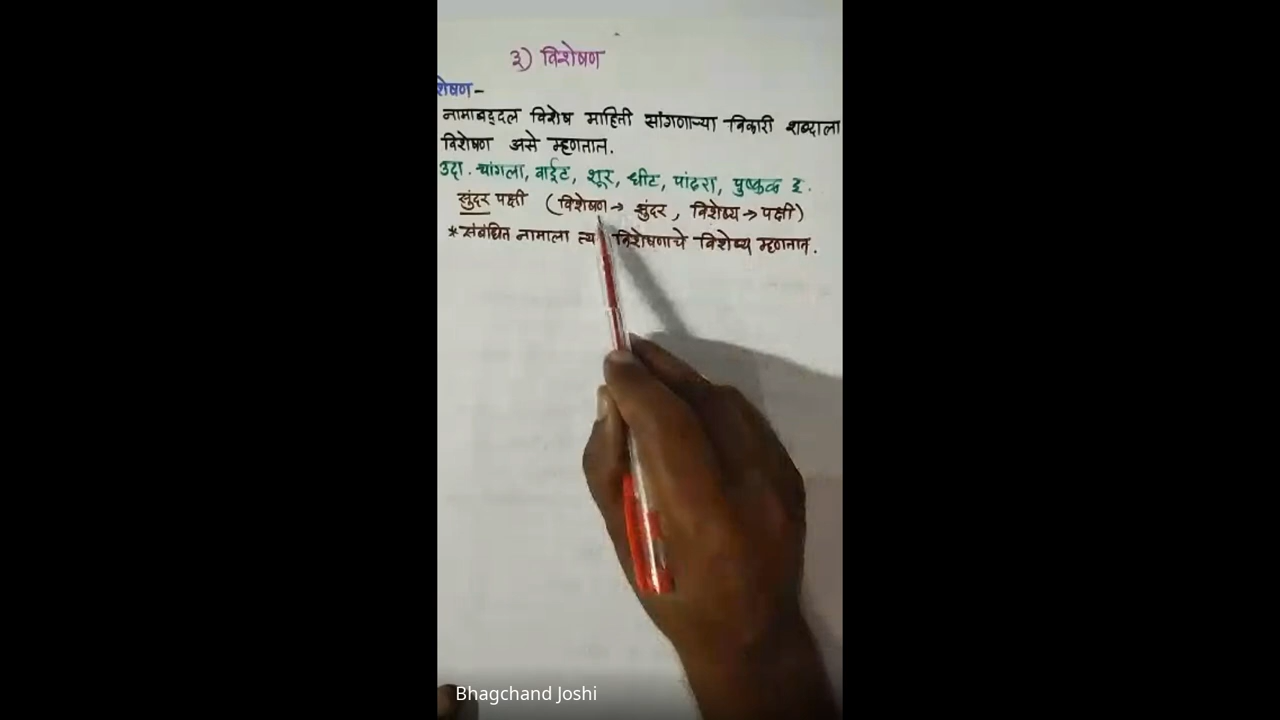 ३) विशेषण
शेषण-
नामाबद्दल विशेष माहिती सांगणाऱ्या विकारी शब्दाला
विशेषण असे म्हणतात.
उदा. चांगला, वाईट, शूर, धीट, पांढरा, पुष्कळ इ.
सुंदर पक्षी (विशेषण→ सुंदर, विशेष्य→ पक्षी)
*संबंधित नामाला त्या विशेषणाचे विशेष्य म्हणतात.
Bhagchand Joshi